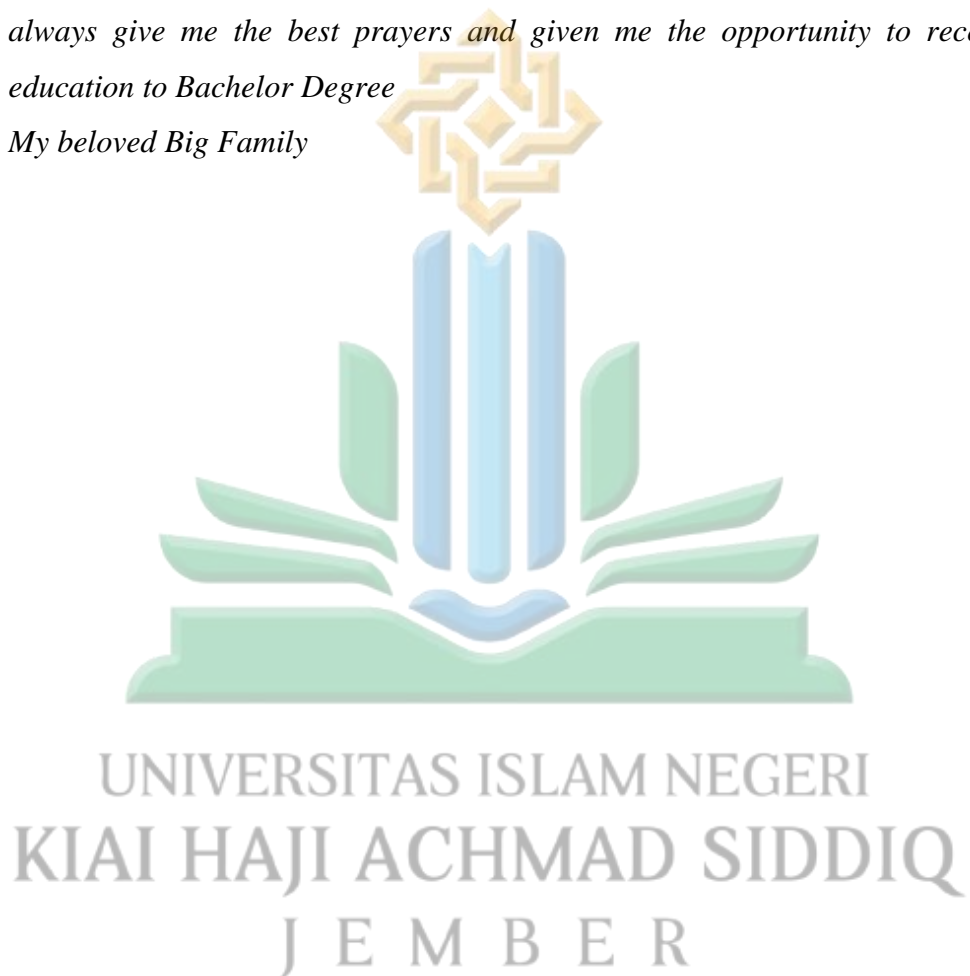 always give me the best prayers and given me the opportunity to
education to Bachelor Degree
My beloved Big Family
UNIVERSITAS ISLAM NEGERI
KIAI HAJI ACHMAD SIDDIQ
JEMBER